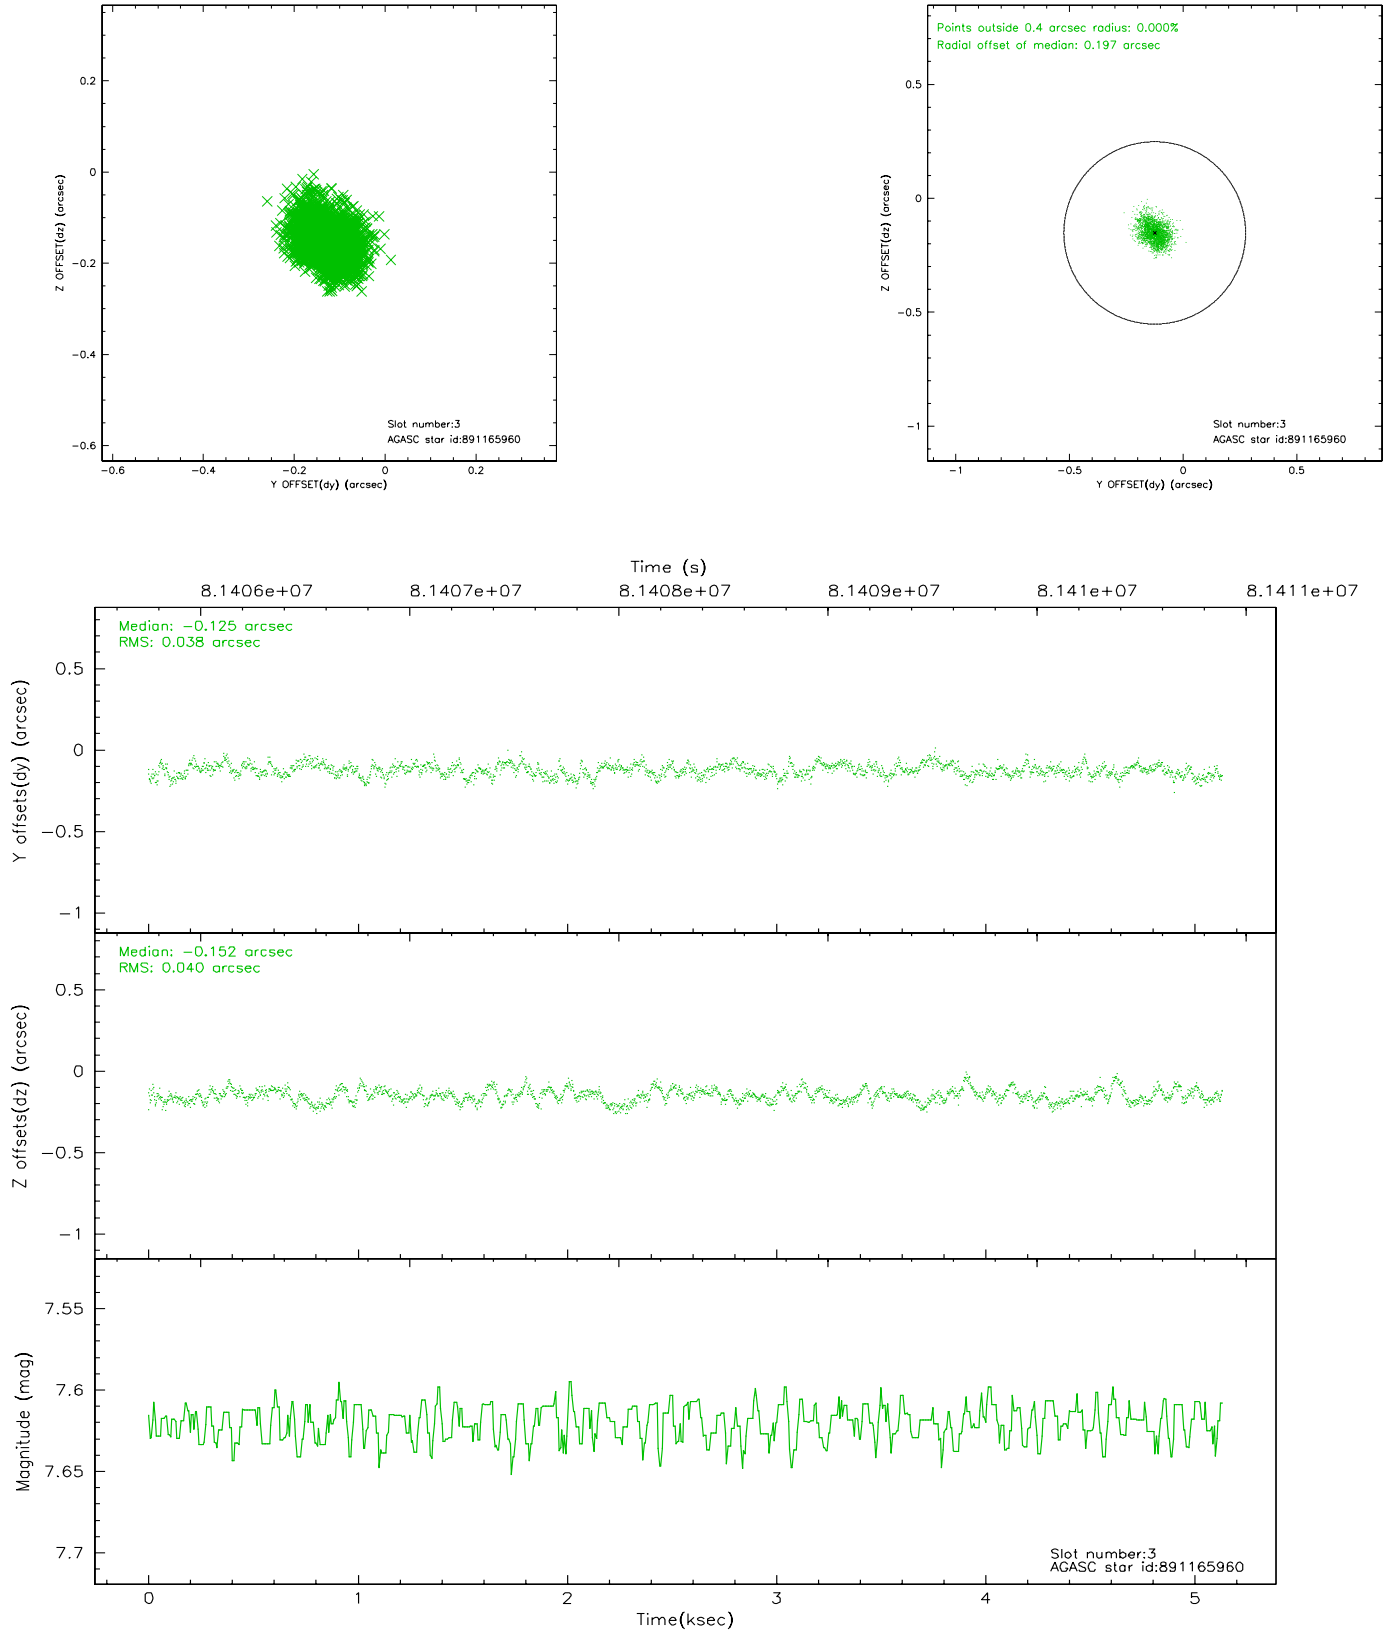 0.2
0
−0.2
−0.4
−0.6
Z OFFSET(dz) (arcsec)
Slot number:3
AGASC star id:891165960
−0.6 −0.4 −0.2 0 0.2
Y OFFSET(dy) (arcsec)
Points outside 0.4 arcsec radius: 0.000%
Radial offset of median: 0.197 arcsec
0.5
0
−0.5
−1
Z OFFSET(dz) (arcsec)
Slot number:3
AGASC star id:891165960
−1 −0.5 0 0.5
Y OFFSET(dy) (arcsec)
Time (s)
8.1406e+07 8.1407e+07 8.1408e+07 8.1409e+07 8.141e+07 8.1411e+07
Median: −0.125 arcsec
RMS: 0.038 arcsec
0.5
0
−0.5
−1
Y offsets(dy) (arcsec)
Median: −0.152 arcsec
RMS: 0.040 arcsec
0.5
0
−0.5
−1
Z offsets(dz) (arcsec)
7.55
7.6
7.65
7.7
Magnitude (mag)
Slot number:3
AGASC star id:891165960
0 1 2 3 4 5
Time(ksec)